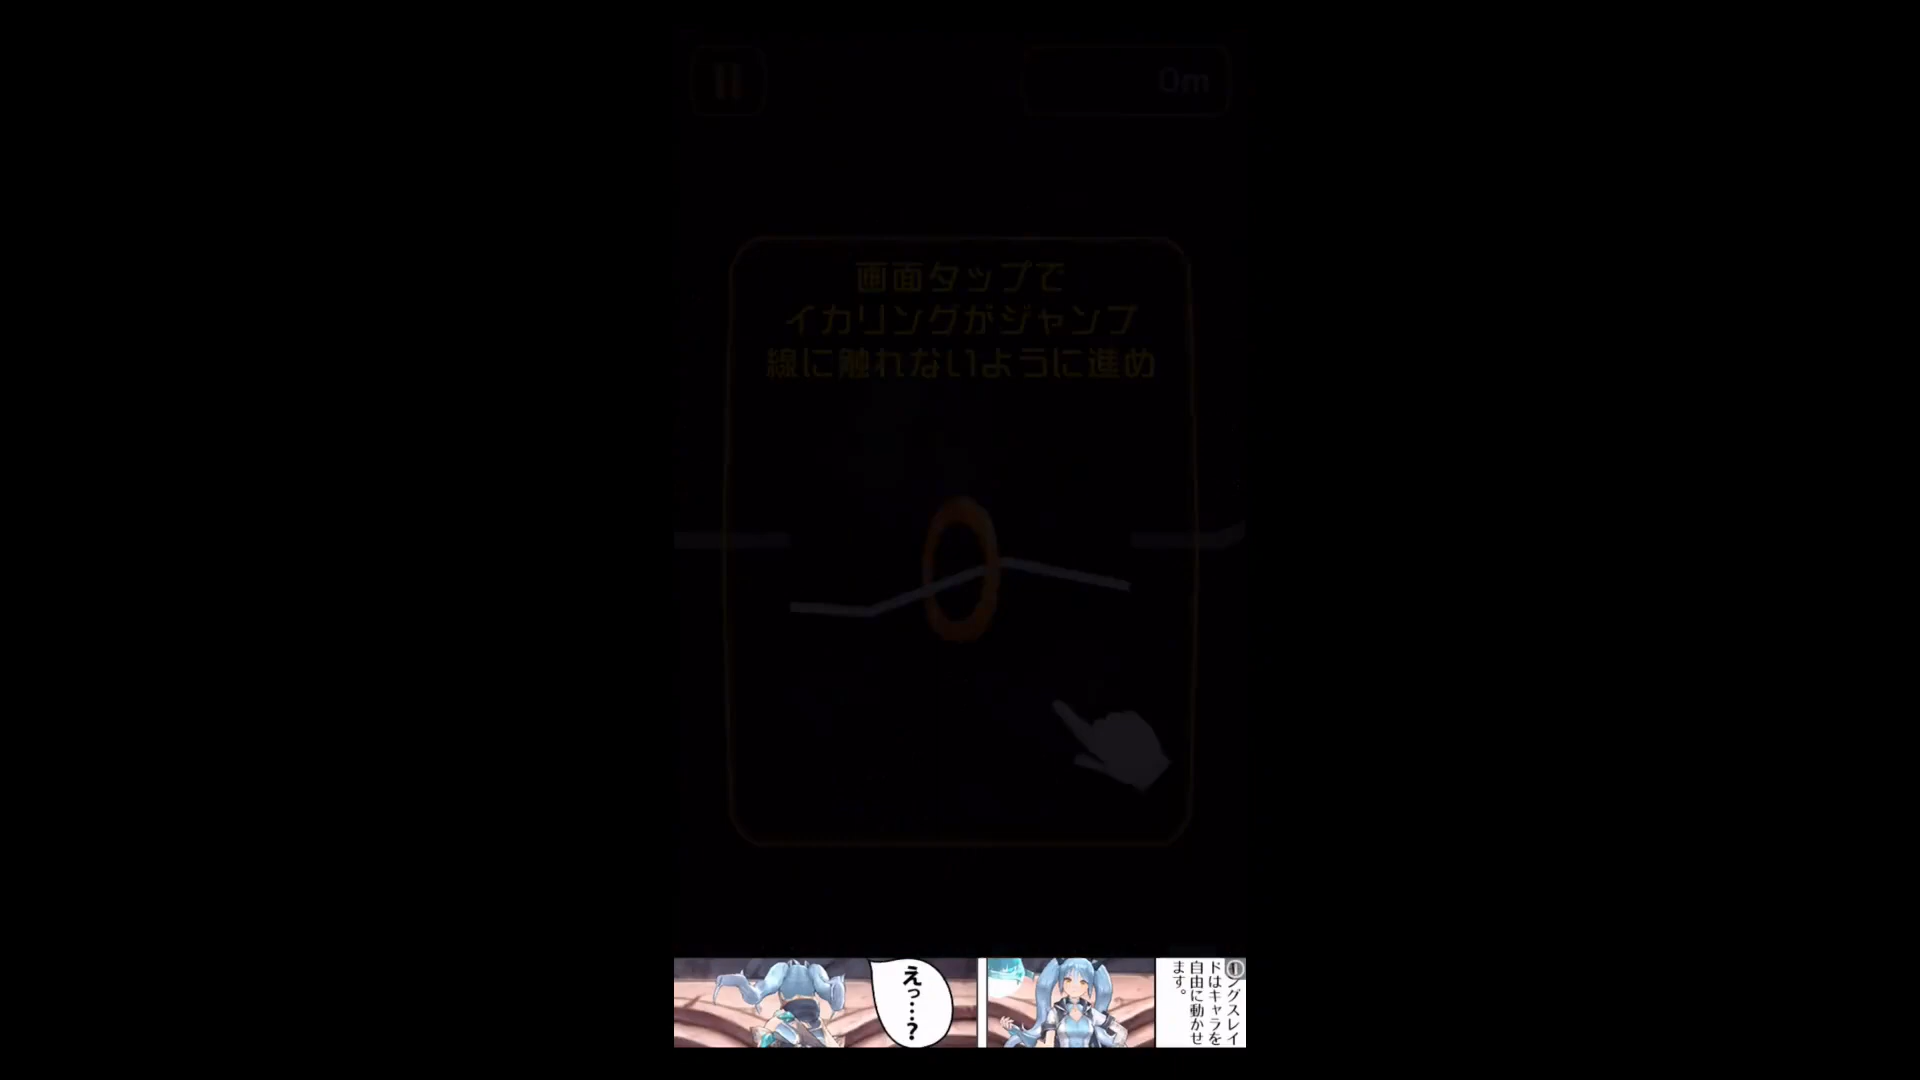 0m
画面タップで
イカリングがジャンプ
線に触れないように進め
えっ…?
ングスレイ
ドはキャラを
自由に動かせ
ます。